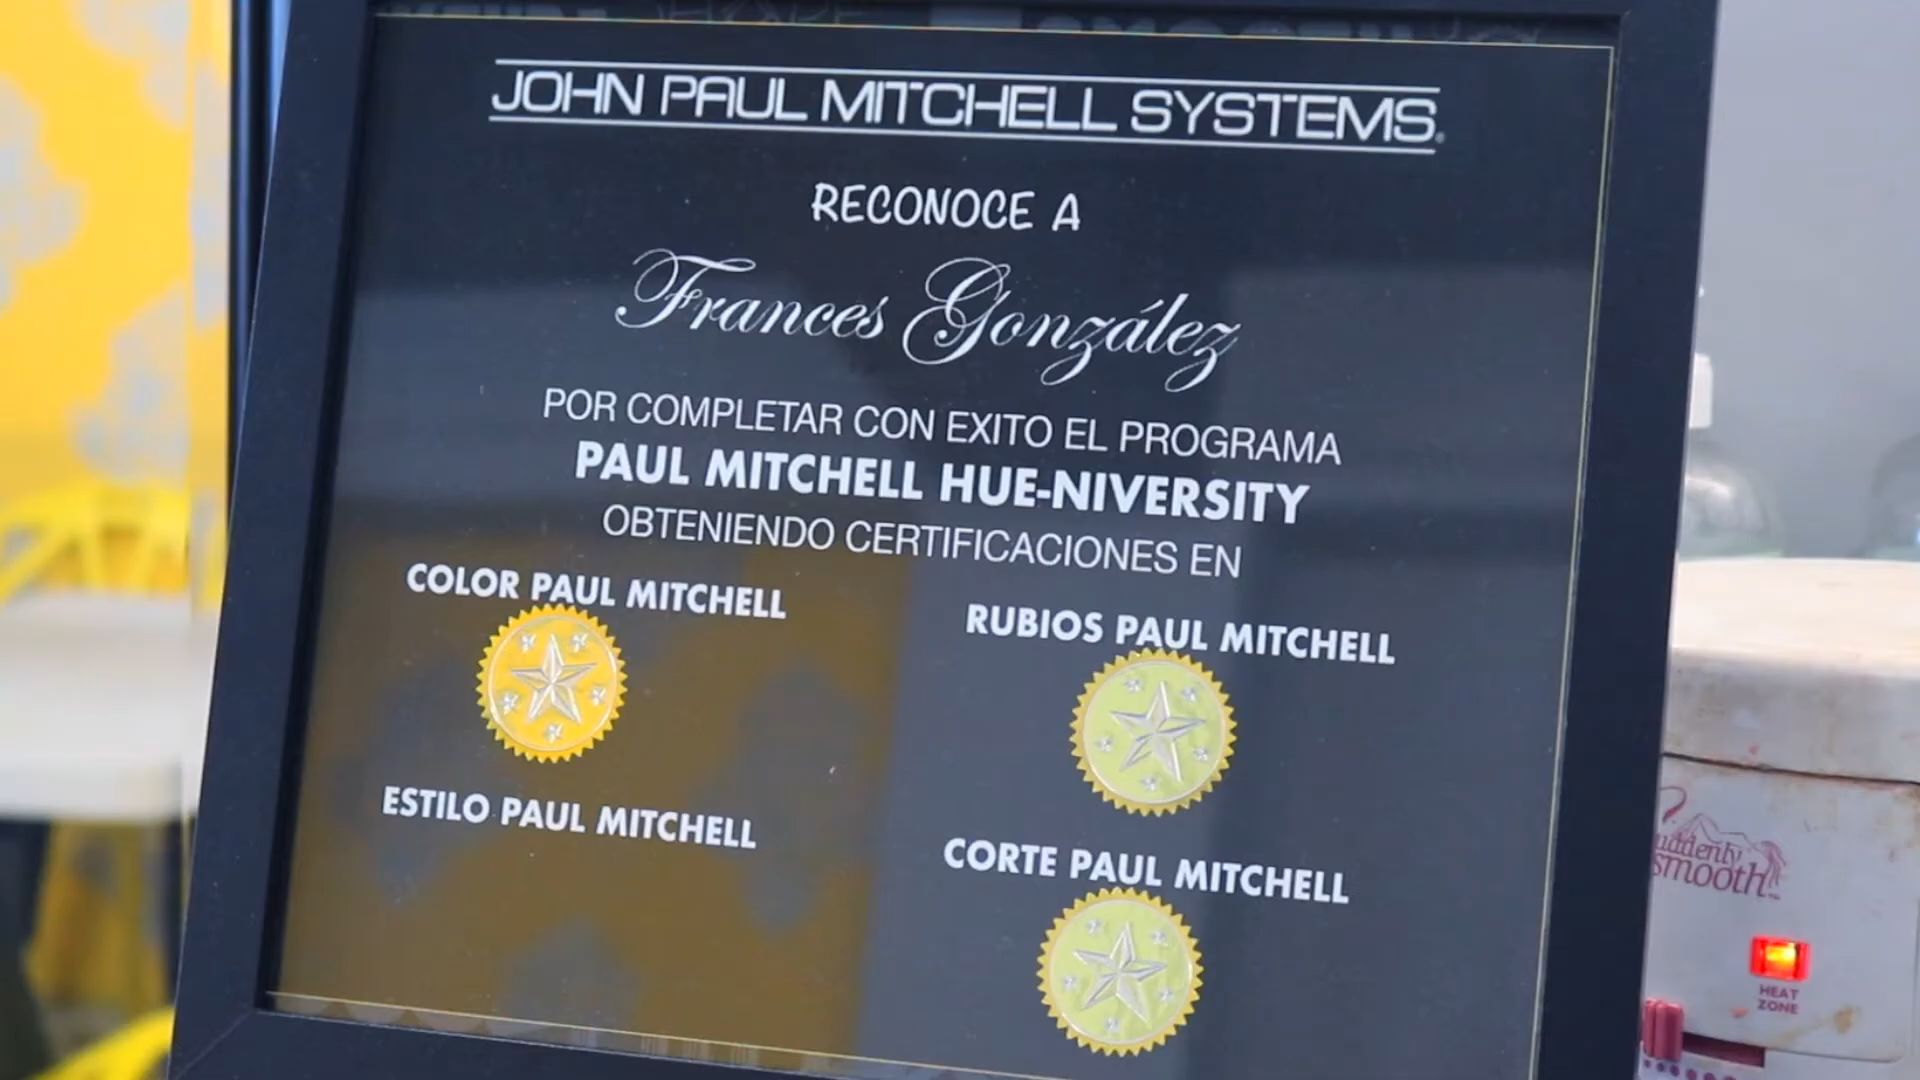 JOHN PAUL MITCHELL SYSTEMS®
RECONOCE A
Frances González
POR COMPLETAR CON EXITO EL PROGRAMA
PAUL MITCHELL HUE-NIVERSITY
OBTENIENDO CERTIFICACIONES EN
COLOR PAUL MITCHELL
RUBIOS PAUL MITCHELL
ESTILO PAUL MITCHELL
CORTE PAUL MITCHELL
smooth
HEAT
ZONE